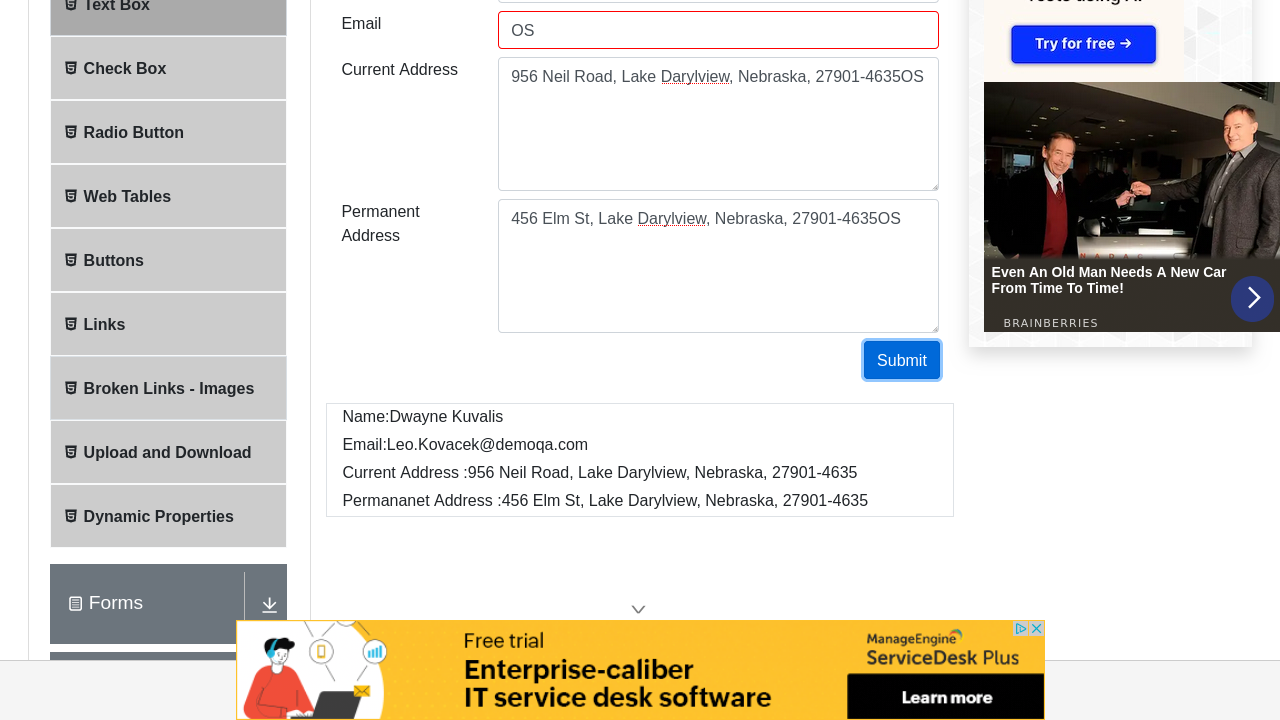 Text Box
Check Box
Radio Button
Web Tables
Buttons
Links
Broken Links - Images
Upload and Download
Dynamic Properties
Forms
Email
OS
Current Address
956 Neil Road, Lake Darylview, Nebraska, 27901-4635OS
Permanent
Address
456 Elm St, Lake Darylview, Nebraska, 27901-4635OS
Submit
Name:Dwayne Kuvalis
Email:Leo.Kovacek@demoqa.com
Current Address :956 Neil Road, Lake Darylview, Nebraska, 27901-4635
Permananet Address :456 Elm St, Lake Darylview, Nebraska, 27901-4635
Try for free →
Even An Old Man Needs A New Car
From Time To Time!
BRAINBERRIES
Free trial
Enterprise-caliber
IT service desk software
ManageEngine
ServiceDesk Plus
Learn more